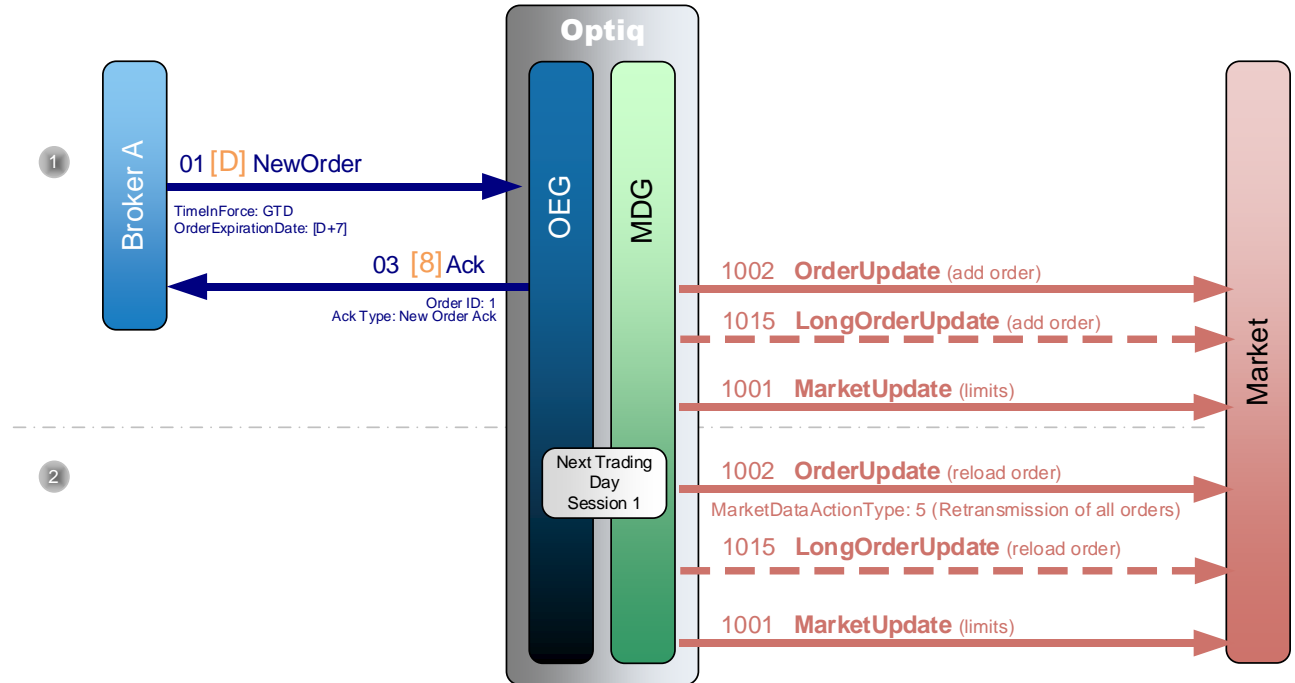 Optiq
Broker A
OEG
MDG
Market
1
01 [D] NewOrder
TimeInForce: GTD
OrderExpirationDate: [D+7]
03 [8] Ack
Order ID: 1
Ack Type: New Order Ack
1002 OrderUpdate (add order)
1015 LongOrderUpdate (add order)
1001 MarketUpdate (limits)
2
Next Trading
Day
Session 1
1002 OrderUpdate (reload order)
MarketDataActionType: 5 (Retransmission of all orders)
1015 LongOrderUpdate (reload order)
1001 MarketUpdate (limits)